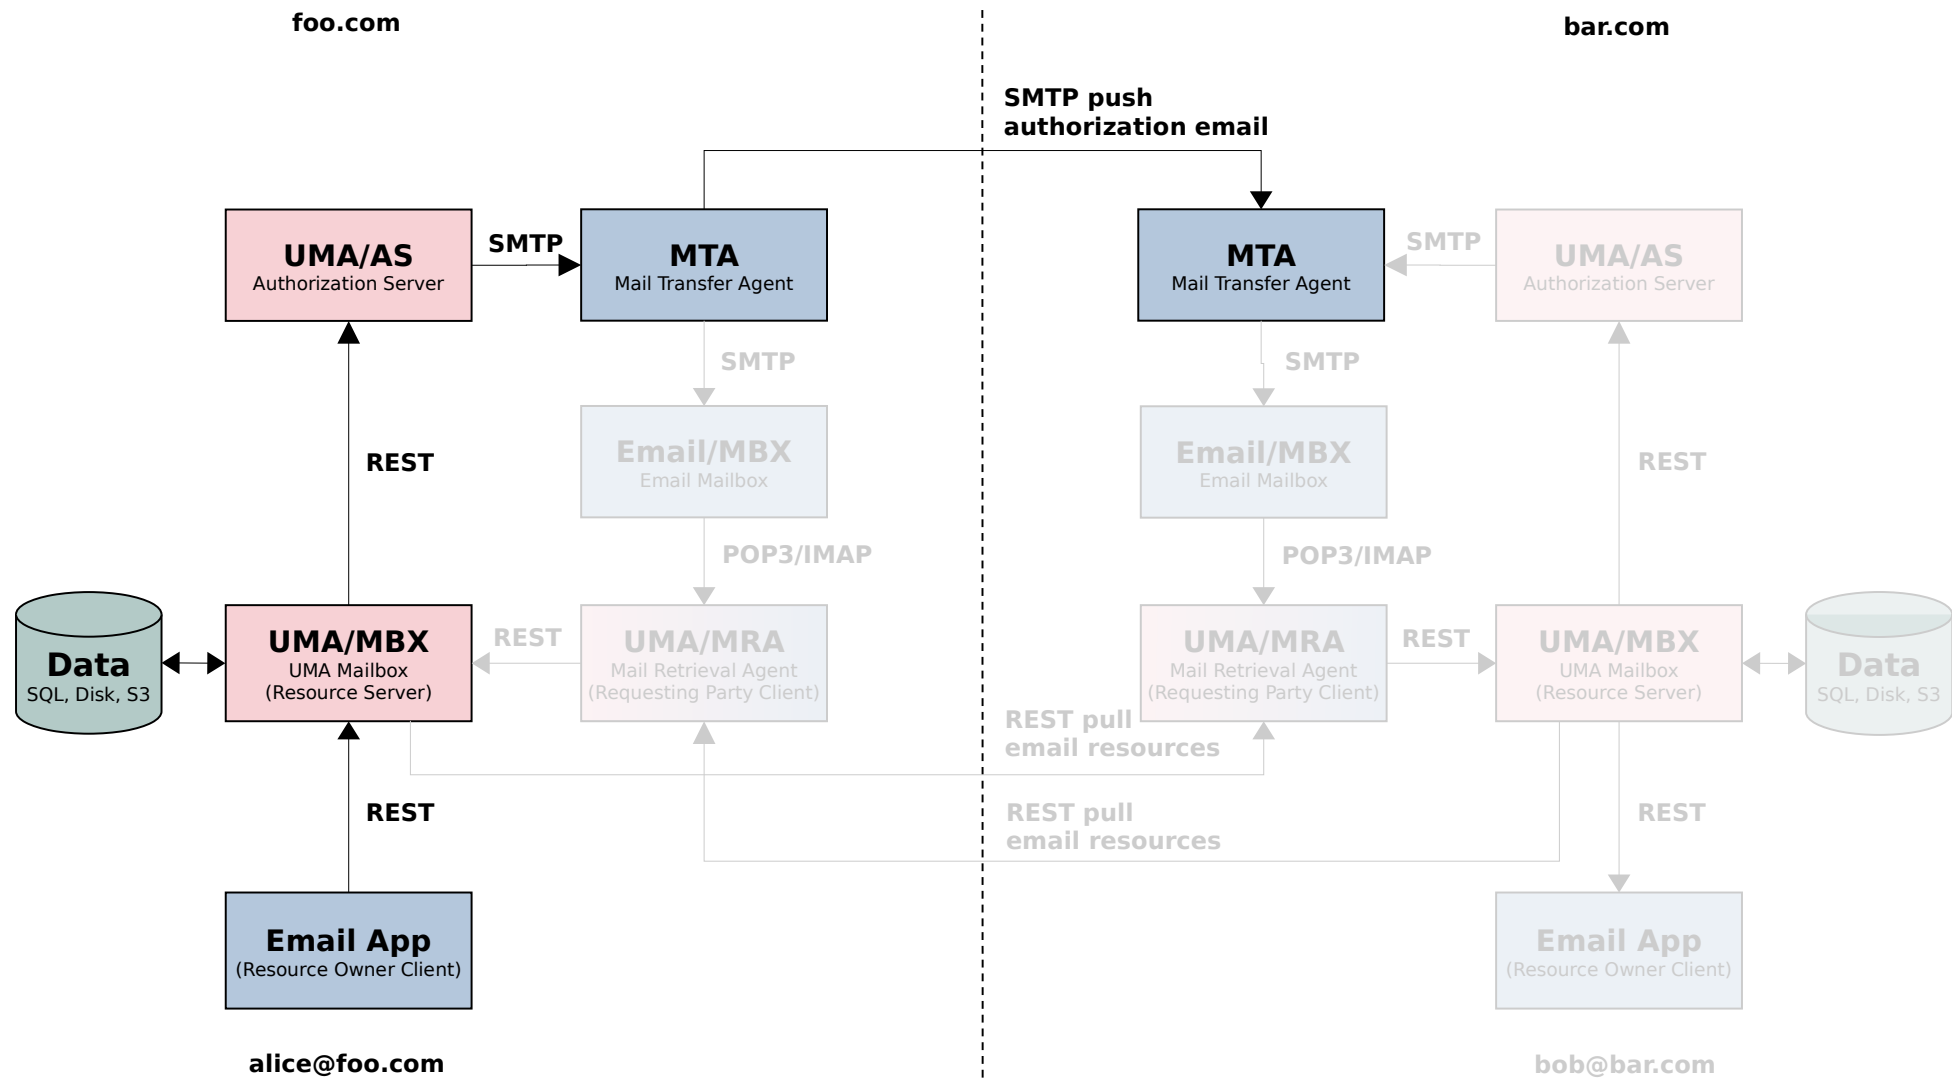 foo.com
bar.com
SMTP push
authorization email
UMA/AS
Authorization Server
SMTP
MTA
Mail Transfer Agent
MTA
Mail Transfer Agent
SMTP
UMA/AS
Authorization Server
SMTP
SMTP
REST
Email/MBX
Email Mailbox
Email/MBX
Email Mailbox
REST
POP3/IMAP
POP3/IMAP
Data
SQL, Disk, S3
UMA/MBX
UMA Mailbox
(Resource Server)
REST
UMA/MRA
Mail Retrieval Agent
(Requesting Party Client)
UMA/MRA
Mail Retrieval Agent
(Requesting Party Client)
REST
UMA/MBX
UMA Mailbox
(Resource Server)
Data
SQL, Disk, S3
REST pull
email resources
REST
REST pull
email resources
REST
Email App
(Resource Owner Client)
Email App
(Resource Owner Client)
alice@foo.com
bob@bar.com